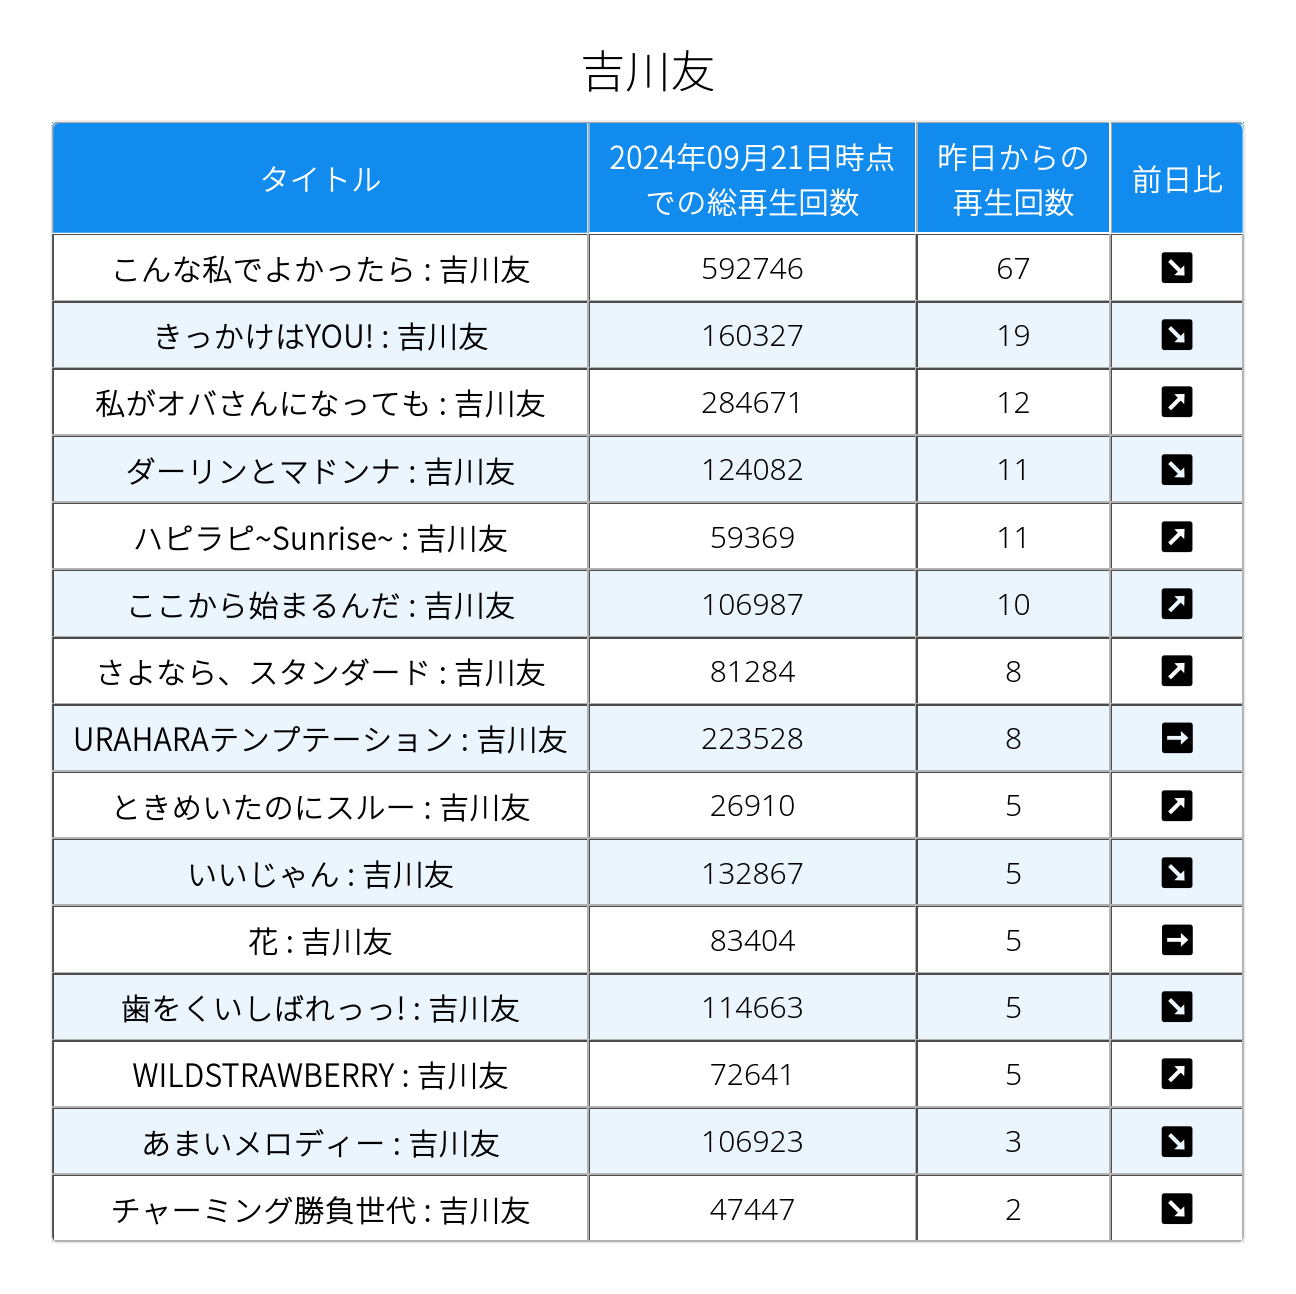 吉川友
タイトル
2024年09月21日時点
での総再生回数
昨日からの
再生回数
前日比
こんな私でよかったら : 吉川友 592746 67 ↘
きっかけはYOU! : 吉川友 160327 19 ↘
私がオバさんになっても : 吉川友 284671 12 ↗
ダーリンとマドンナ : 吉川友 124082 11 ↘
ハピラピ~Sunrise~ : 吉川友 59369 11 ↗
ここから始まるんだ : 吉川友 106987 10 ↗
さよなら、スタンダード : 吉川友 81284 8 ↗
URAHARAテンプテーション : 吉川友 223528 8 →
ときめいたのにスルー : 吉川友 26910 5 ↗
いいじゃん : 吉川友 132867 5 ↘
花 : 吉川友 83404 5 →
歯をくいしばれっっ! : 吉川友 114663 5 ↘
WILDSTRAWBERRY : 吉川友 72641 5 ↗
あまいメロディー : 吉川友 106923 3 ↘
チャーミング勝負世代 : 吉川友 47447 2 ↘